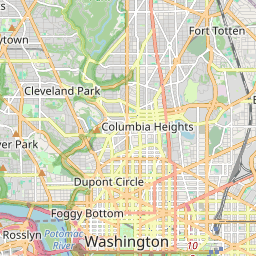 Fort Totten
ytown
Cleveland Park
Columbia Heights
ver Park
Dupont Circle
Foggy Bottom
Rosslyn
Potomac
River
Washington
10